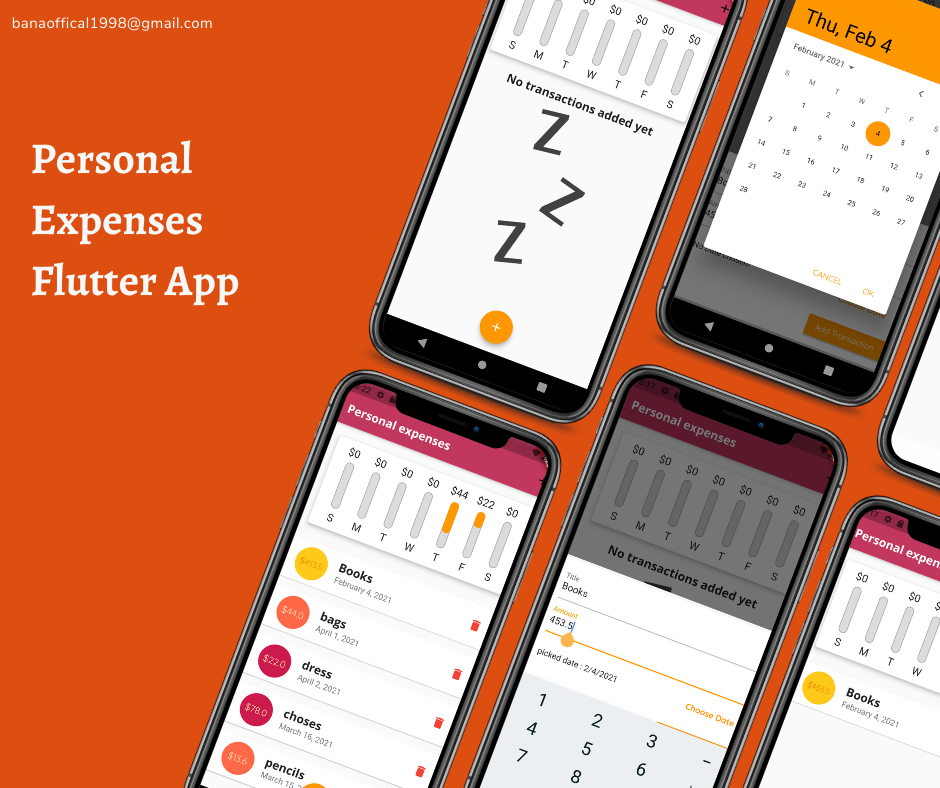 banaoffical1998@gmail.com
Personal
Expenses
Flutter App
+
$0 $0 $0 $0
S M T W T F S
No transactions added yet
Z
Z
Z
+
Thu, Feb 4
February 2021
S M T W T F S
1 2 3 4 5 6
7 8 9 10 11 12 13
14 15 16 17 18 19 20
21 22 23 24 25 26 27
28
CANCEL OK
Add Transaction
Personal expenses
$0 $0 $0 $0 $44 $22 $0
S M T W T F S
$453.5 Books
February 4, 2021
$44.0 bags
April 1, 2021
$22.0 dress
April 2, 2021
$78.0 choses
March 16, 2021
$13.6 pencils
March 15,
Personal expenses
$0 $0 $0 $0 $0 $0 $0
S M T W T F S
No transactions added yet
Title
Books
Amount
453.5
picked date : 2/4/2021
Choose Date
1 2 3 –
4 5 6
7 8
Personal expen
$0 $0 $0
S M T W
$453.5 Books
February 4, 2021